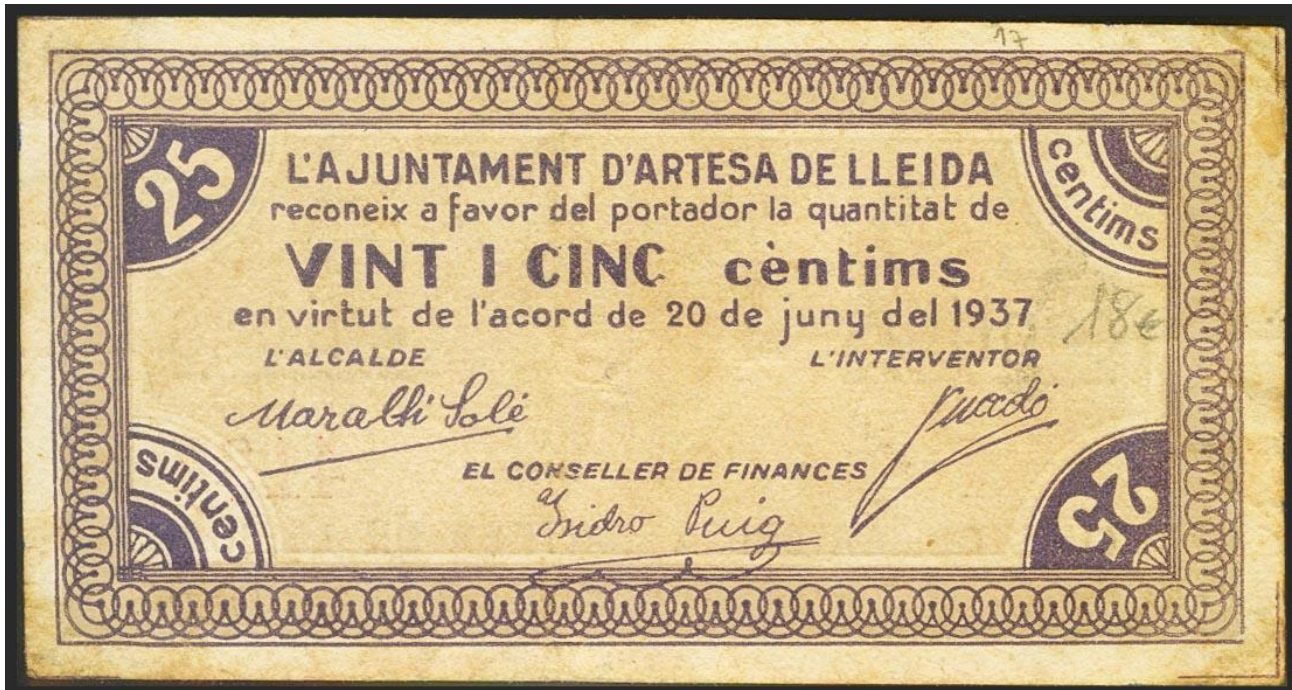 17
25
centims
L'AJUNTAMENT D'ARTESA DE LLEIDA
reconeix a favor del portador la quantitat de
VINT I CINC cèntims
en virtut de l'acord de 20 de juny del 1937
18€
L'ALCALDE
L'INTERVENTOR
Solé
EL CONSELLER DE FINANCES
Isidro Puig
centims
25